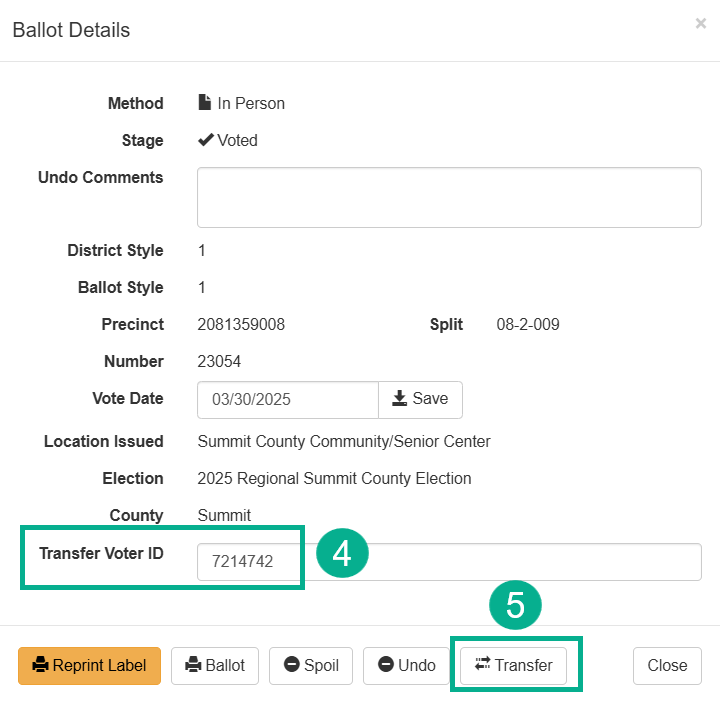 Ballot Details ×
Method In Person
Stage Voted
Undo Comments
District Style 1
Ballot Style 1
Precinct 2081359008 Split 08-2-009
Number 23054
Vote Date 03/30/2025 Save
Location Issued Summit County Community/Senior Center
Election 2025 Regional Summit County Election
County Summit
Transfer Voter ID 7214742 4
5
Reprint Label Ballot Spoil Undo Transfer Close